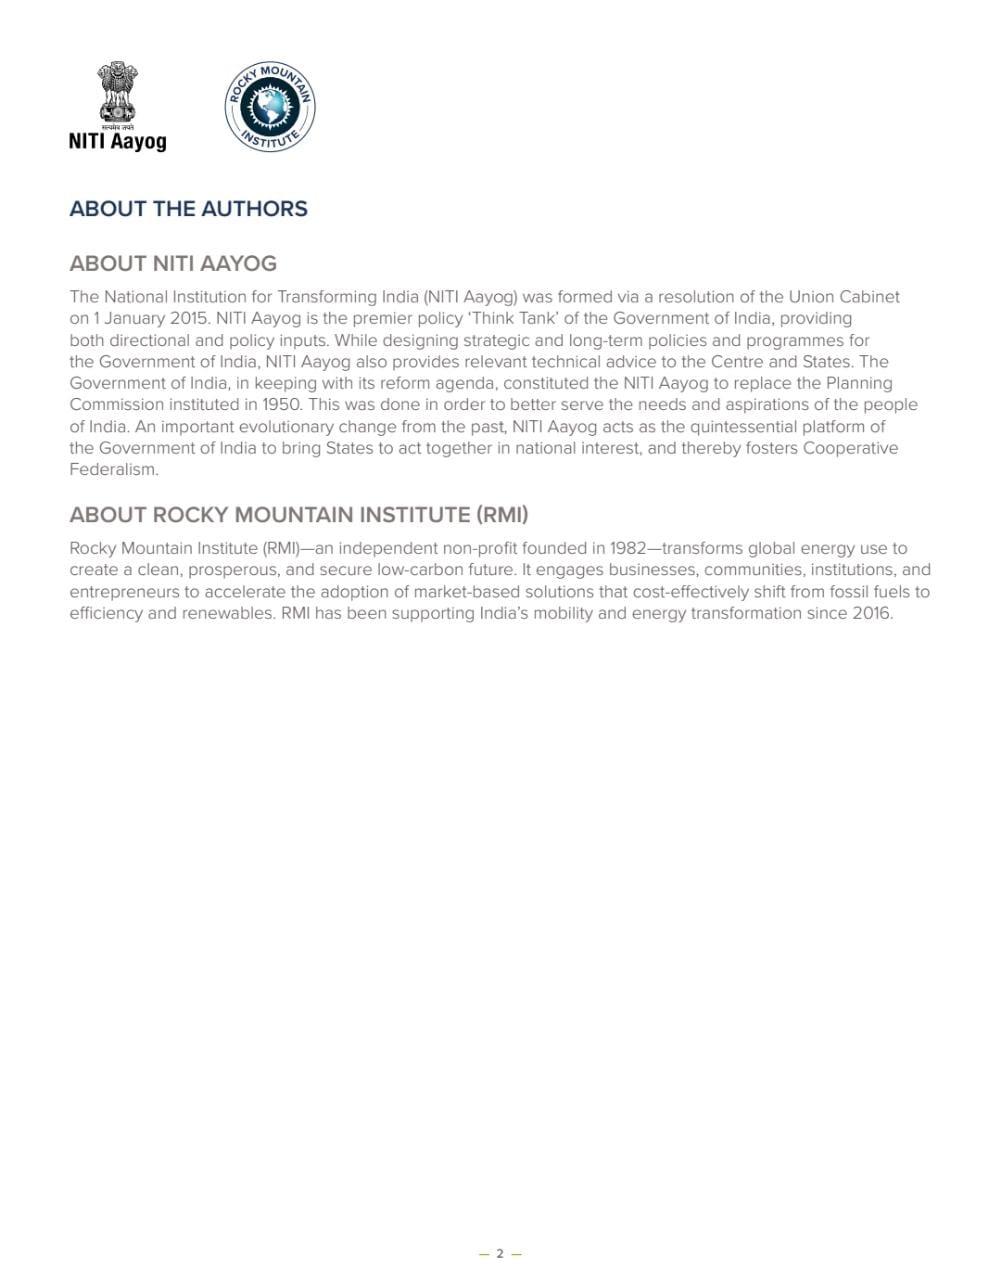 सत्यमेव जयते
NITI Aayog
ROCKY MOUNTAIN
INSTITUTE
ABOUT THE AUTHORS
ABOUT NITI AAYOG
The National Institution for Transforming India (NITI Aayog) was formed via a resolution of the Union Cabinet
on 1 January 2015. NITI Aayog is the premier policy ‘Think Tank’ of the Government of India, providing
both directional and policy inputs. While designing strategic and long-term policies and programmes for
the Government of India, NITI Aayog also provides relevant technical advice to the Centre and States. The
Government of India, in keeping with its reform agenda, constituted the NITI Aayog to replace the Planning
Commission instituted in 1950. This was done in order to better serve the needs and aspirations of the people
of India. An important evolutionary change from the past, NITI Aayog acts as the quintessential platform of
the Government of India to bring States to act together in national interest, and thereby fosters Cooperative
Federalism.
ABOUT ROCKY MOUNTAIN INSTITUTE (RMI)
Rocky Mountain Institute (RMI)—an independent non-profit founded in 1982—transforms global energy use to
create a clean, prosperous, and secure low-carbon future. It engages businesses, communities, institutions, and
entrepreneurs to accelerate the adoption of market-based solutions that cost-effectively shift from fossil fuels to
efficiency and renewables. RMI has been supporting India’s mobility and energy transformation since 2016.
— 2 —